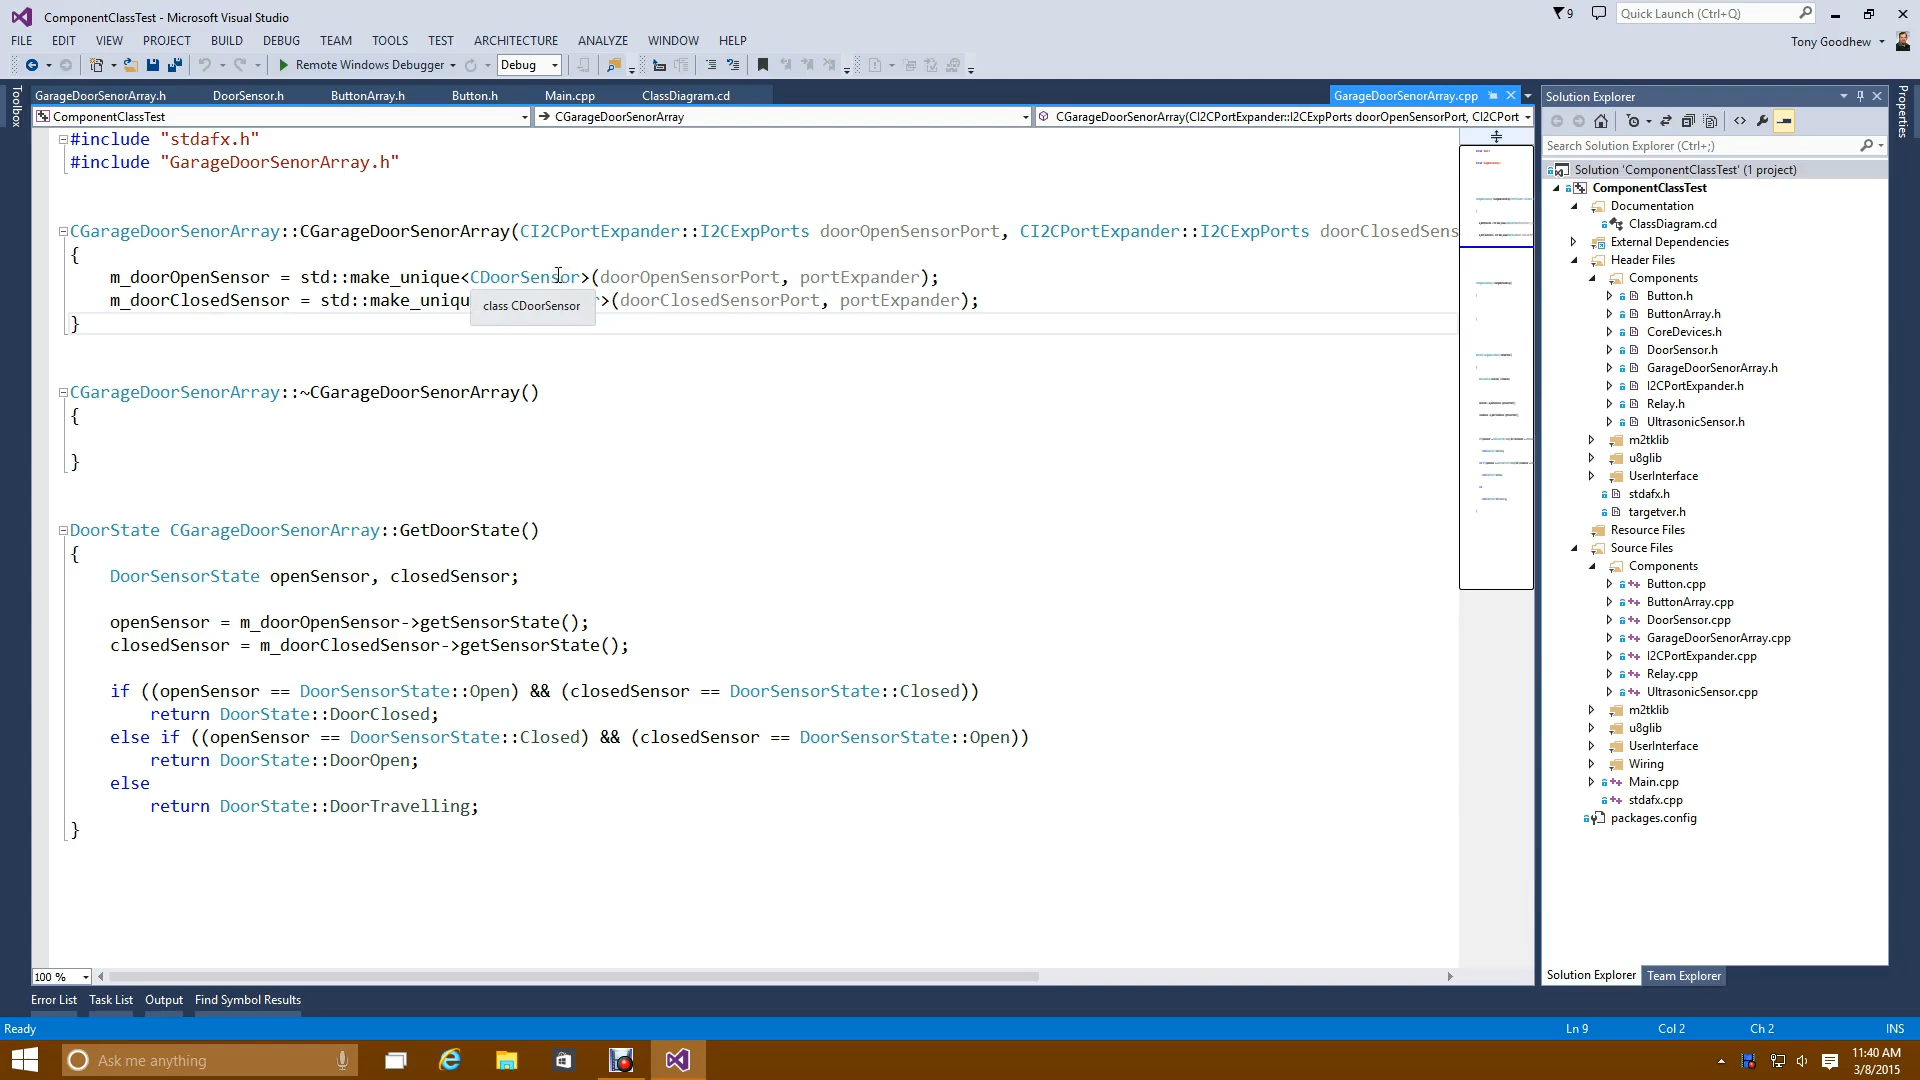 ComponentClassTest - Microsoft Visual Studio
9
Quick Launch (Ctrl+Q)
FILE EDIT VIEW PROJECT BUILD DEBUG TEAM TOOLS TEST ARCHITECTURE ANALYZE WINDOW HELP
Tony Goodhew
Remote Windows Debugger
Debug
Toolbox
GarageDoorSenorArray.h DoorSensor.h ButtonArray.h Button.h Main.cpp ClassDiagram.cd GarageDoorSenorArray.cpp
ComponentClassTest
CGarageDoorSenorArray
CGarageDoorSenorArray(CI2CPortExpander::I2CExpPorts doorOpenSensorPort, CI2CPort
#include "stdafx.h"
#include "GarageDoorSenorArray.h"
CGarageDoorSenorArray::CGarageDoorSenorArray(CI2CPortExpander::I2CExpPorts doorOpenSensorPort, CI2CPortExpander::I2CExpPorts doorClosedSens
{
m_doorOpenSensor = std::make_unique<CDoorSensor>(doorOpenSensorPort, portExpander);
m_doorClosedSensor = std::make_uniqu r>(doorClosedSensorPort, portExpander);
class CDoorSensor
}
CGarageDoorSenorArray::~CGarageDoorSenorArray()
{
}
DoorState CGarageDoorSenorArray::GetDoorState()
{
DoorSensorState openSensor, closedSensor;
openSensor = m_doorOpenSensor->getSensorState();
closedSensor = m_doorClosedSensor->getSensorState();
if ((openSensor == DoorSensorState::Open) && (closedSensor == DoorSensorState::Closed))
return DoorState::DoorClosed;
else if ((openSensor == DoorSensorState::Closed) && (closedSensor == DoorSensorState::Open))
return DoorState::DoorOpen;
else
return DoorState::DoorTravelling;
}
100 %
Solution Explorer
Properties
Search Solution Explorer (Ctrl+;)
Solution 'ComponentClassTest' (1 project)
ComponentClassTest
Documentation
ClassDiagram.cd
External Dependencies
Header Files
Components
Button.h
ButtonArray.h
CoreDevices.h
DoorSensor.h
GarageDoorSenorArray.h
I2CPortExpander.h
Relay.h
UltrasonicSensor.h
m2tklib
u8glib
UserInterface
stdafx.h
targetver.h
Resource Files
Source Files
Components
Button.cpp
ButtonArray.cpp
DoorSensor.cpp
GarageDoorSenorArray.cpp
I2CPortExpander.cpp
Relay.cpp
UltrasonicSensor.cpp
m2tklib
u8glib
UserInterface
Wiring
Main.cpp
stdafx.cpp
packages.config
Solution Explorer Team Explorer
Error List Task List Output Find Symbol Results
Ready
Ln 9 Col 2 Ch 2 INS
Ask me anything
11:40 AM
3/8/2015